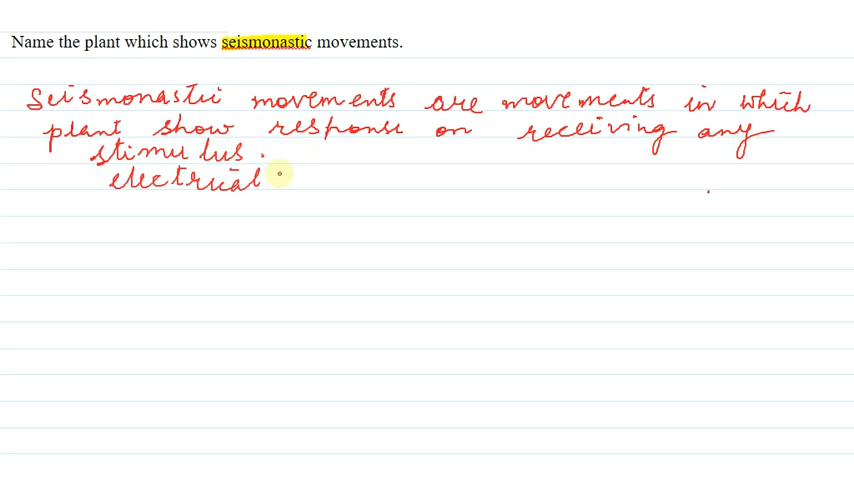 Name the plant which shows seismonastic movements.
Seismonastic movements are movements in which
plant show response on receiving any
stimulus.
electrical